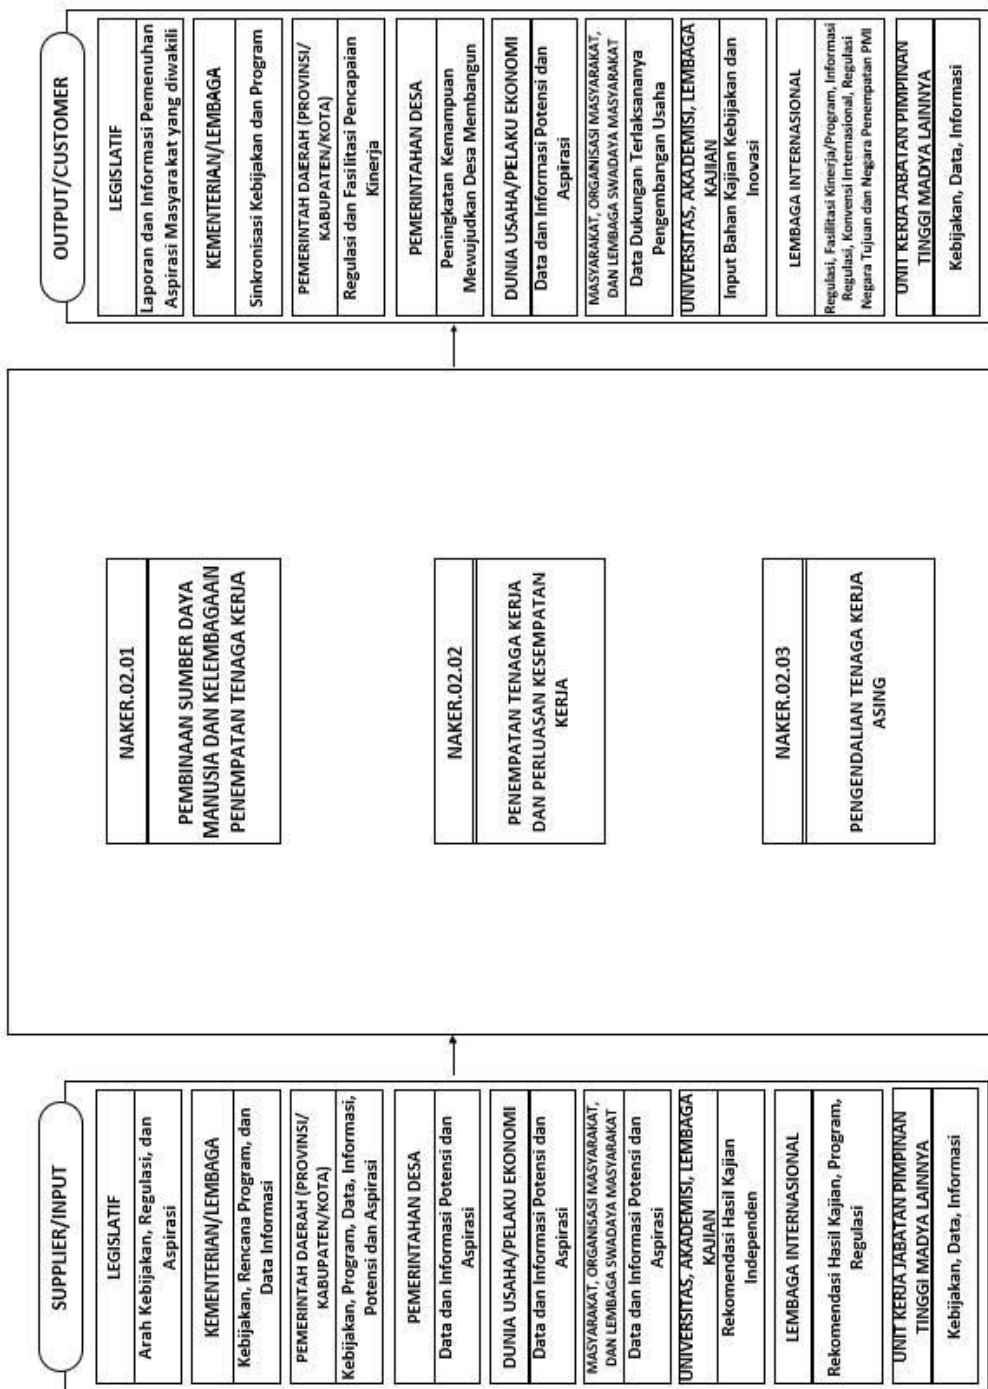 SUPPLIER/INPUT
LEGISLATIF
Arah Kebijakan, Regulasi, dan
Aspirasi
KEMENTERIAN/LEMBAGA
Kebijakan, Rencana Program, dan
Data Informasi
PEMERINTAH DAERAH (PROVINSI/
KABUPATEN/KOTA)
Kebijakan, Program, Data, Informasi,
Potensi dan Aspirasi
PEMERINTAHAN DESA
Data dan Informasi Potensi dan
Aspirasi
DUNIA USAHA/PELAKU EKONOMI
Data dan Informasi Potensi dan
Aspirasi
MASYARAKAT, ORGANISASI MASYARAKAT,
DAN LEMBAGA SWADAYA MASYARAKAT
Data dan Informasi Potensi dan
Aspirasi
UNIVERSITAS, AKADEMISI, LEMBAGA
KAJIAN
Rekomendasi Hasil Kajian
Independen
LEMBAGA INTERNASIONAL
Rekomendasi Hasil Kajian, Program,
Regulasi
UNIT KERJA JABATAN PIMPINAN
TINGGI MADYA LAINNYA
Kebijakan, Data, Informasi
NAKER.02.01
PEMBINAAN SUMBER DAYA
MANUSIA DAN KELEMBAGAAN
PENEMPATAN TENAGA KERJA
NAKER.02.02
PENEMPATAN TENAGA KERJA
DAN PERLUASAN KESEMPATAN
KERJA
NAKER.02.03
PENGENDALIAN TENAGA KERJA
ASING
OUTPUT/CUSTOMER
LEGISLATIF
Laporan dan Informasi Pemenuhan
Aspirasi Masyarakat yang diwakili
KEMENTERIAN/LEMBAGA
Sinkronisasi Kebijakan dan Program
PEMERINTAH DAERAH (PROVINSI/
KABUPATEN/KOTA)
Regulasi dan Fasilitasi Pencapaian
Kinerja
PEMERINTAHAN DESA
Peningkatan Kemampuan
Mewujudkan Desa Membangun
DUNIA USAHA/PELAKU EKONOMI
Data dan Informasi Potensi dan
Aspirasi
MASYARAKAT, ORGANISASI MASYARAKAT,
DAN LEMBAGA SWADAYA MASYARAKAT
Data Dukungan Terlaksananya
Pengembangan Usaha
UNIVERSITAS, AKADEMISI, LEMBAGA
KAJIAN
Input Bahan Kajian Kebijakan dan
Inovasi
LEMBAGA INTERNASIONAL
Regulasi, Fasilitasi Kinerja/Program, Informasi
Regulasi, Konvensi Internasional, Regulasi
Negara Tujuan dan Negara Penempatan PMI
UNIT KERJA JABATAN PIMPINAN
TINGGI MADYA LAINNYA
Kebijakan, Data, Informasi